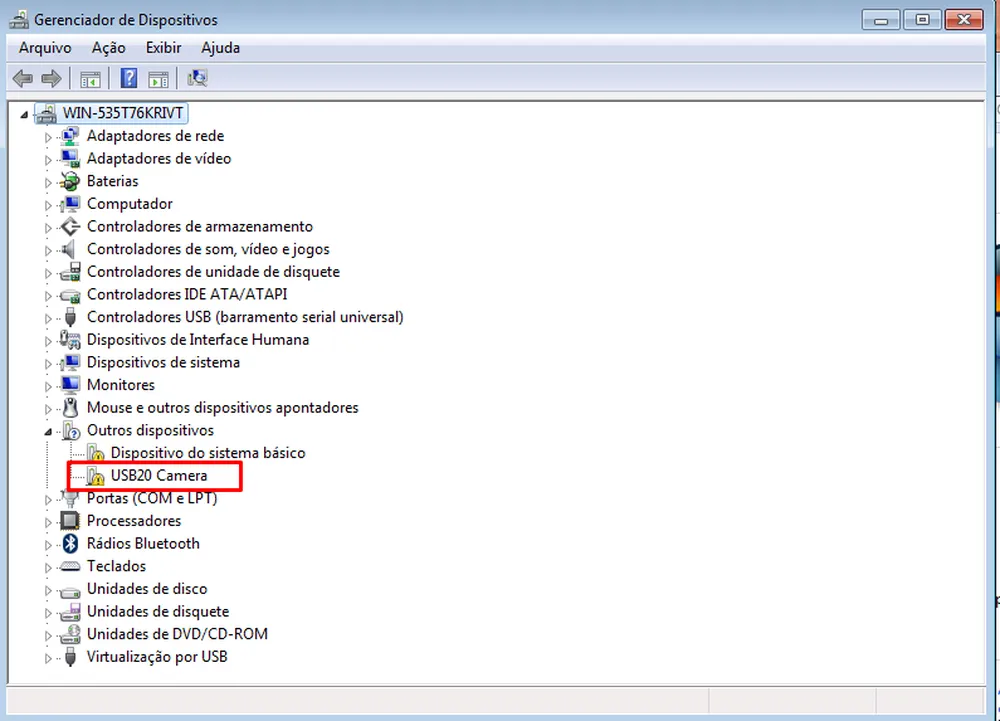 Gerenciador de Dispositivos
Arquivo Ação Exibir Ajuda
WIN-535T76KRIVT
Adaptadores de rede
Adaptadores de vídeo
Baterias
Computador
Controladores de armazenamento
Controladores de som, vídeo e jogos
Controladores de unidade de disquete
Controladores IDE ATA/ATAPI
Controladores USB (barramento serial universal)
Dispositivos de Interface Humana
Dispositivos de sistema
Monitores
Mouse e outros dispositivos apontadores
Outros dispositivos
Dispositivo do sistema básico
USB20 Camera
Portas (COM e LPT)
Processadores
Rádios Bluetooth
Teclados
Unidades de disco
Unidades de disquete
Unidades de DVD/CD-ROM
Virtualização por USB